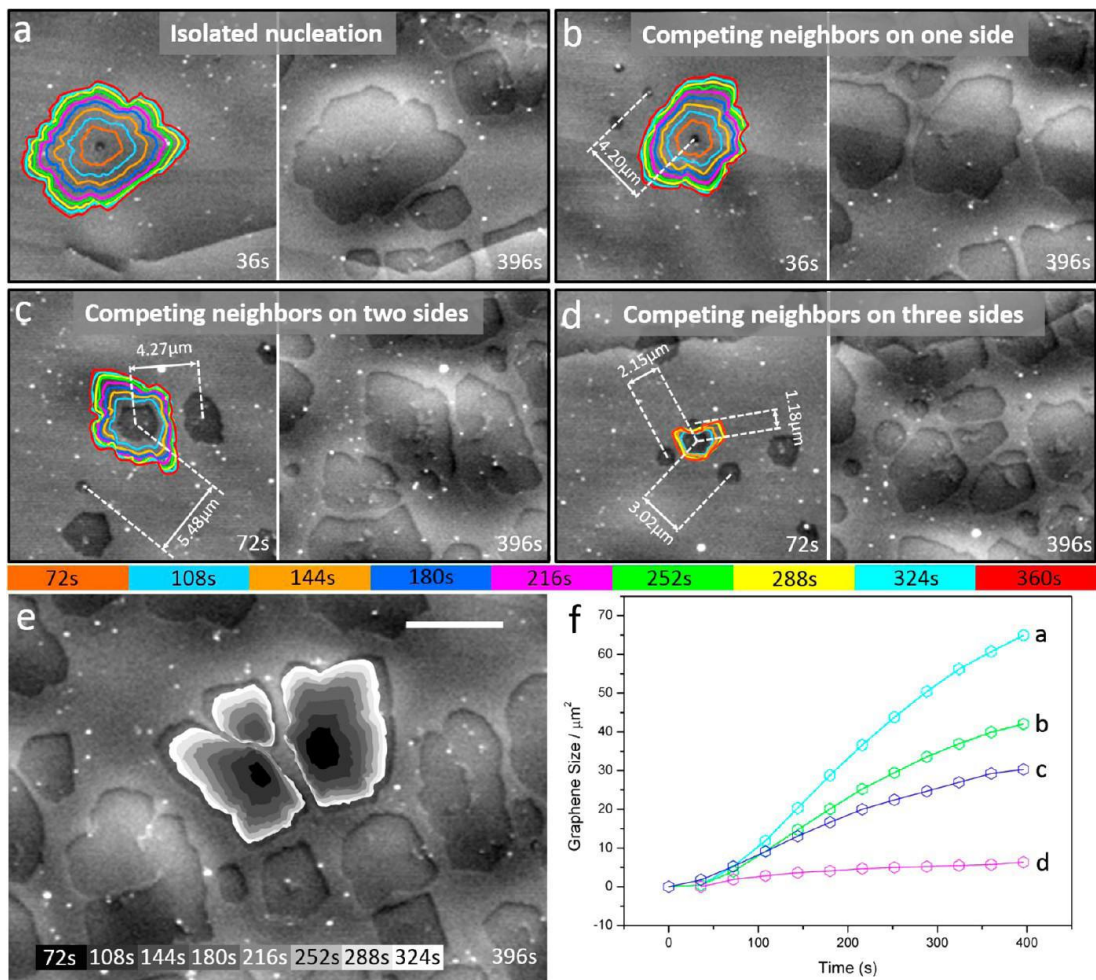 a
Isolated nucleation
36s
396s
b
Competing neighbors on one side
4.20μm
36s
396s
c
Competing neighbors on two sides
4.27μm
5.48μm
72s
396s
d
Competing neighbors on three sides
2.15μm
1.18μm
3.02μm
72s
396s
72s 108s 144s 180s 216s 252s 288s 324s 360s
e
72s 108s 144s 180s 216s 252s 288s 324s 396s
f
Graphene Size / μm²
70
60
50
40
30
20
10
0
-10
0 100 200 300 400 500
Time (s)
a
b
c
d